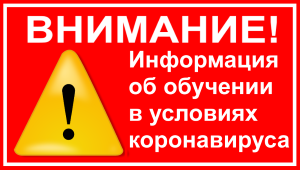 ВНИМАНИЕ!
Информация
об обучении
в условиях
коронавируса